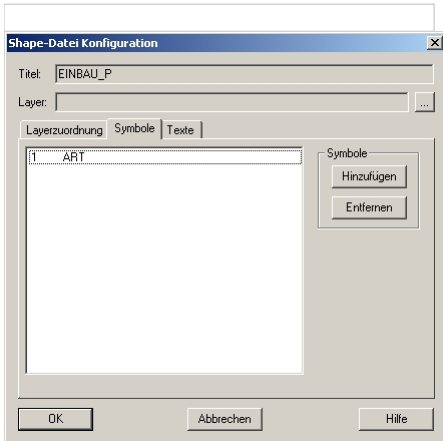 Shape-Datei Konfiguration
Titel: EINBAU_P
Layer: ...
Layerzuordnung Symbole Texte
1 ART
Symbole
Hinzufügen
Entfernen
OK Abbrechen Hilfe